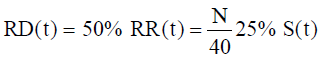 RD(t) = 50% RR(t) = N/40 25% S(t)